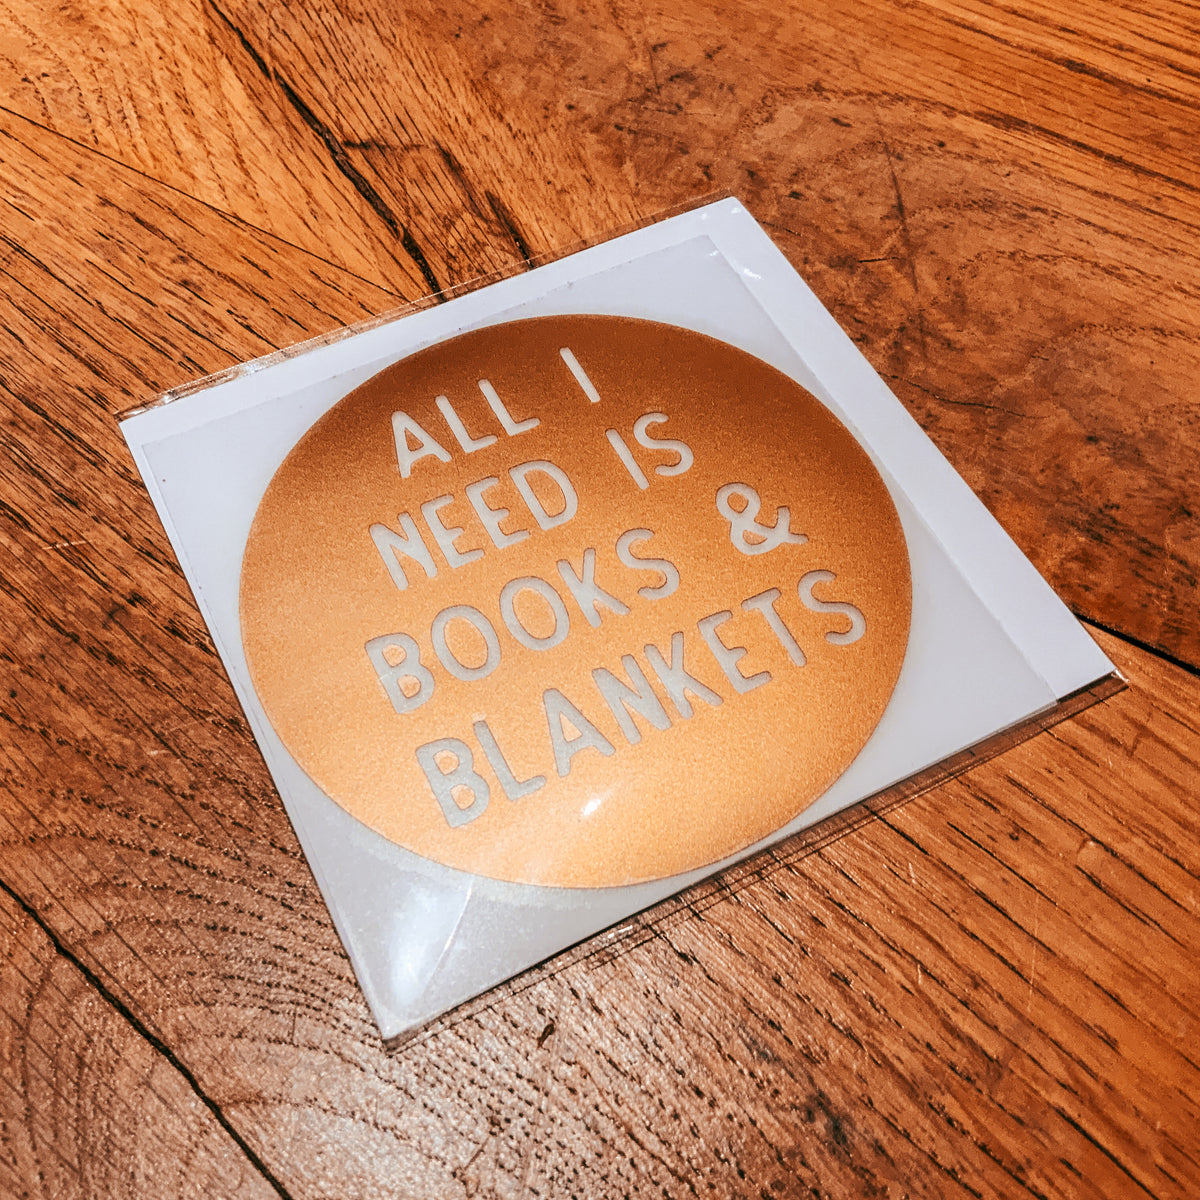 ALL I
NEED IS
BOOKS &
BLANKETS